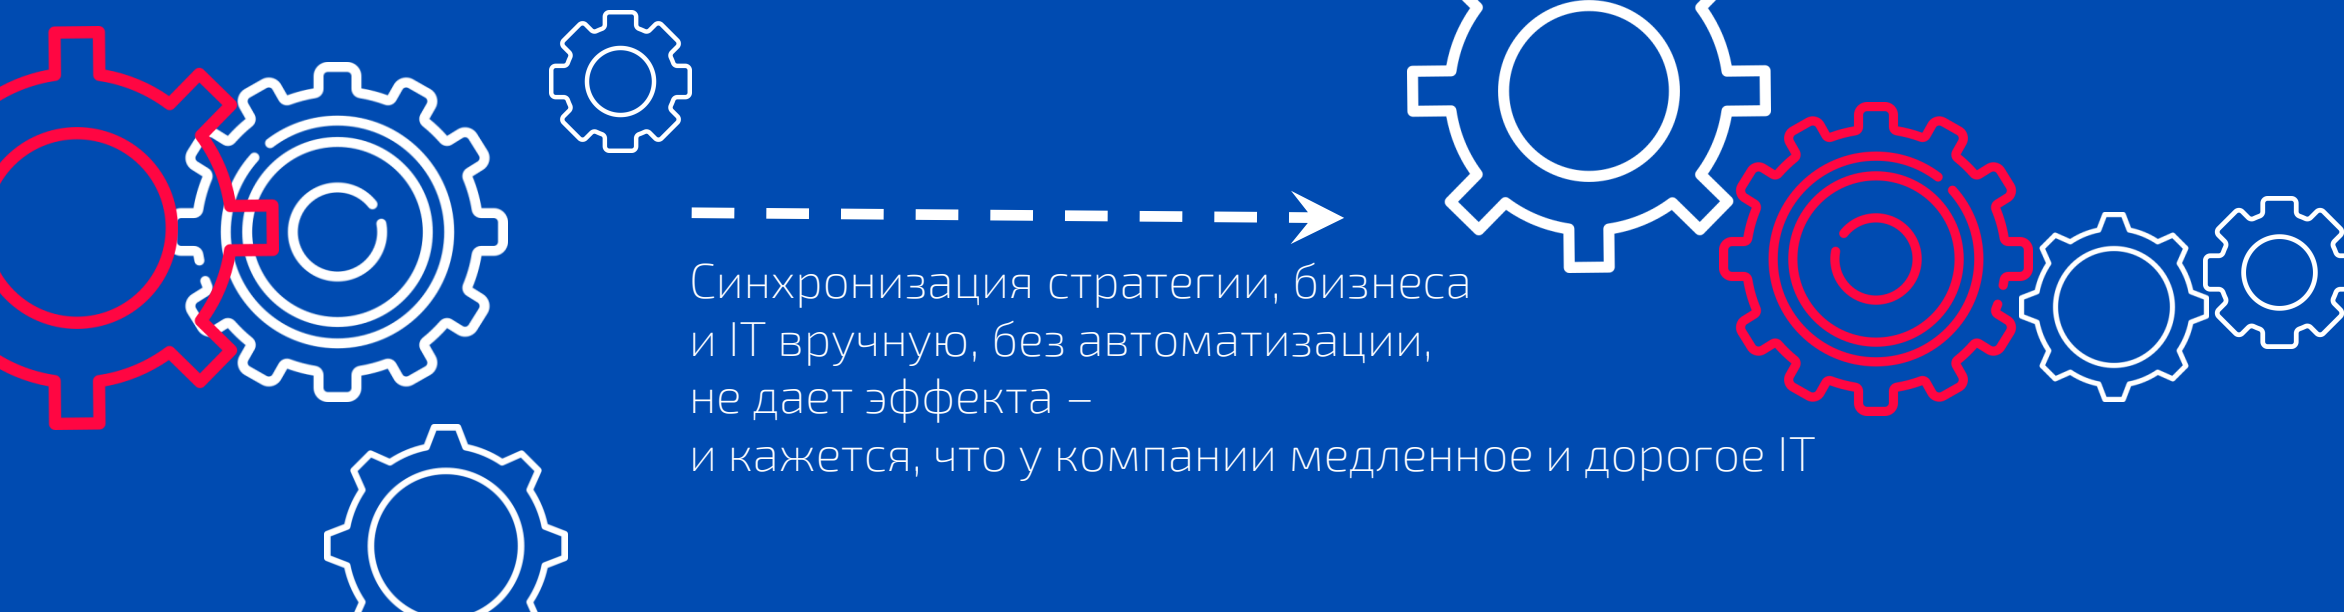 Синхронизация стратегии, бизнеса
и IT вручную, без автоматизации,
не дает эффекта –
и кажется, что у компании медленное и дорогое IT